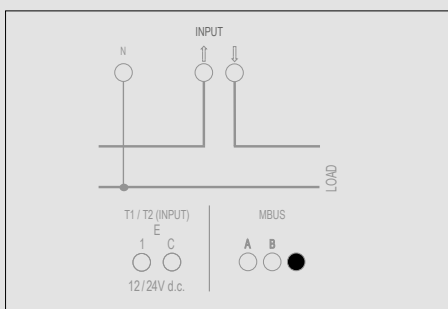 INPUT
N
LOAD
T1 / T2 (INPUT)
MBUS
E
1 C
A B
12/24V d.c.